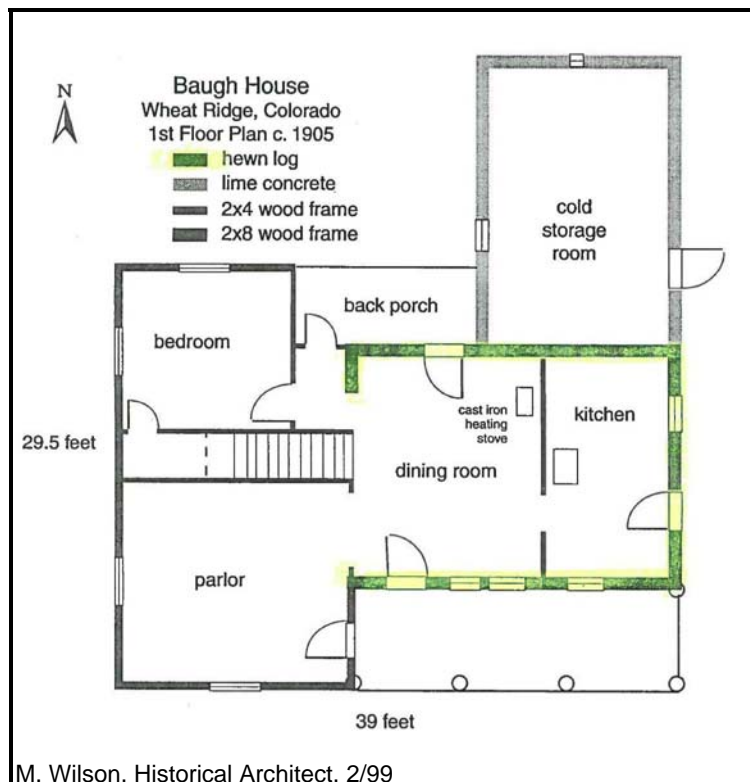 N
Baugh House
Wheat Ridge, Colorado
1st Floor Plan c. 1905
hewn log
lime concrete
2x4 wood frame
2x8 wood frame
cold
storage
room
back porch
bedroom
cast iron
heating
stove
kitchen
29.5 feet
dining room
parlor
39 feet
M. Wilson, Historical Architect, 2/99